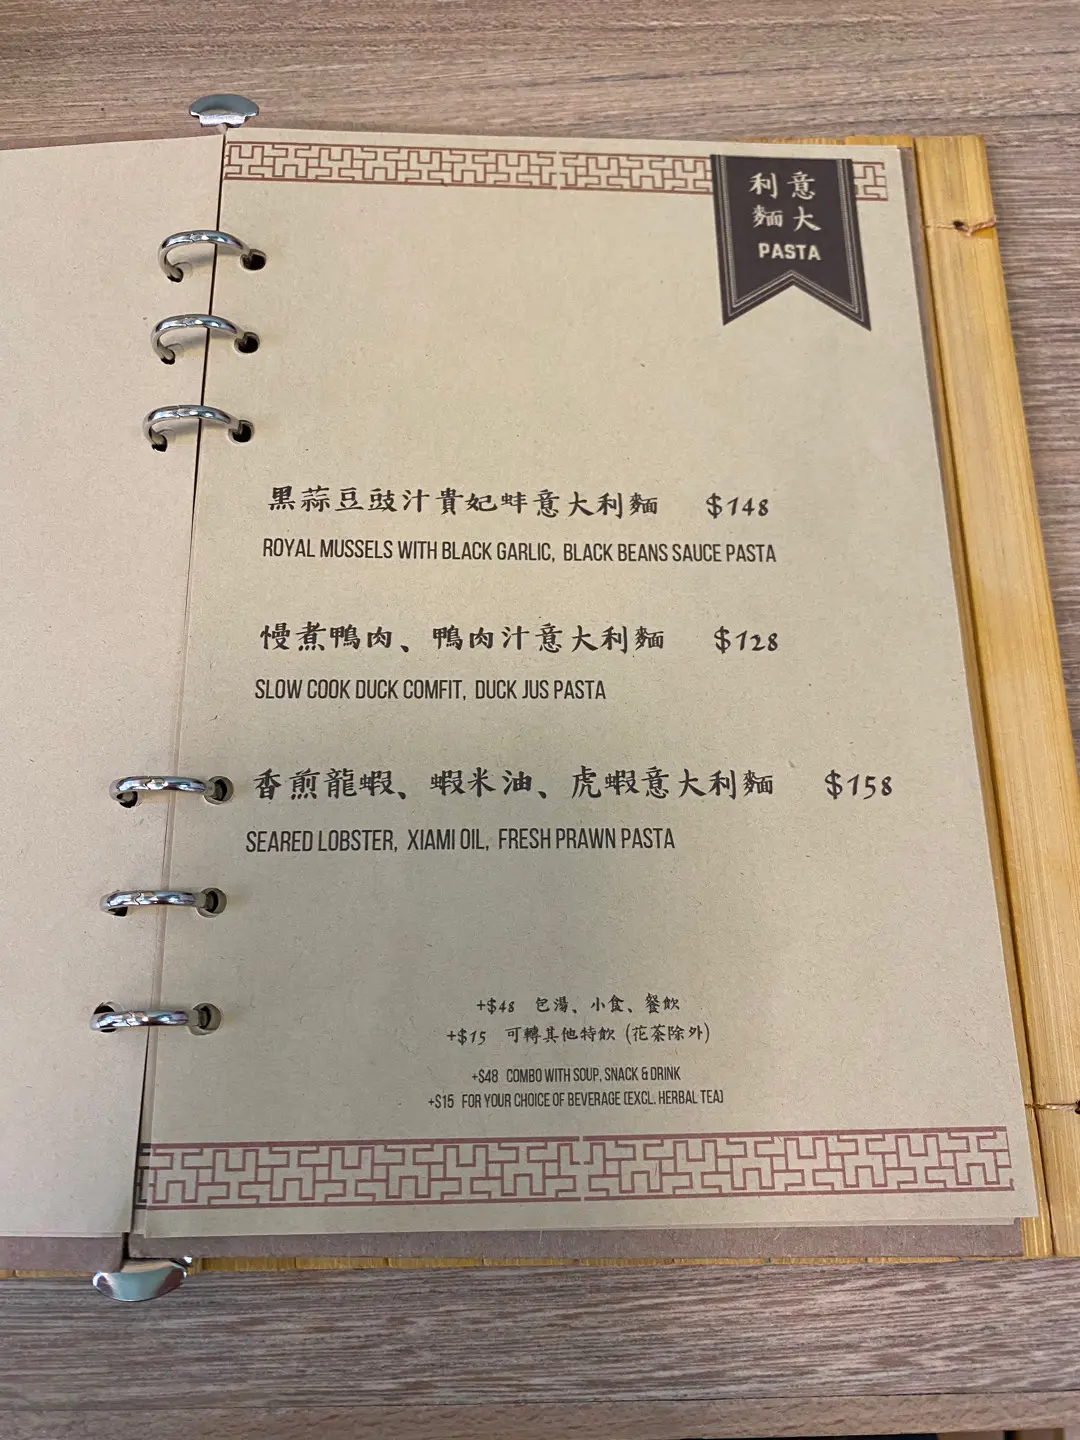 意大
利麵
PASTA
黑蒜豆豉汁貴妃蚌意大利麵 $148
ROYAL MUSSELS WITH BLACK GARLIC, BLACK BEANS SAUCE PASTA
慢煮鴨肉、鴨肉汁意大利麵 $128
SLOW COOK DUCK COMFIT, DUCK JUS PASTA
香煎龍蝦、蝦米油、虎蝦意大利麵 $158
SEARED LOBSTER, XIAMI OIL, FRESH PRAWN PASTA
+$48 包湯、小食、餐飲
+$15 可轉其他特飲 (花茶除外)
+$48 COMBO WITH SOUP, SNACK & DRINK
+$15 FOR YOUR CHOICE OF BEVERAGE (EXCL. HERBAL TEA)